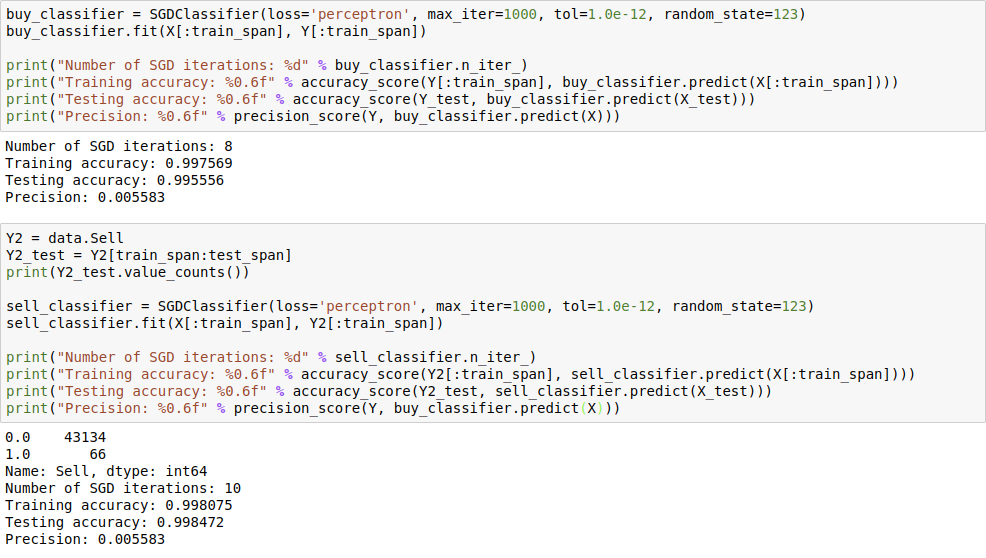 buy_classifier = SGDClassifier(loss='perceptron', max_iter=1000, tol=1.0e-12, random_state=123)
buy_classifier.fit(X[:train_span], Y[:train_span])
print("Number of SGD iterations: %d" % buy_classifier.n_iter_)
print("Training accuracy: %0.6f" % accuracy_score(Y[:train_span], buy_classifier.predict(X[:train_span])))
print("Testing accuracy: %0.6f" % accuracy_score(Y_test, buy_classifier.predict(X_test)))
print("Precision: %0.6f" % precision_score(Y, buy_classifier.predict(X)))
Number of SGD iterations: 8
Training accuracy: 0.997569
Testing accuracy: 0.995556
Precision: 0.005583
Y2 = data.Sell
Y2_test = Y2[train_span:test_span]
print(Y2_test.value_counts())
sell_classifier = SGDClassifier(loss='perceptron', max_iter=1000, tol=1.0e-12, random_state=123)
sell_classifier.fit(X[:train_span], Y2[:train_span])
print("Number of SGD iterations: %d" % sell_classifier.n_iter_)
print("Training accuracy: %0.6f" % accuracy_score(Y2[:train_span], sell_classifier.predict(X[:train_span])))
print("Testing accuracy: %0.6f" % accuracy_score(Y2_test, sell_classifier.predict(X_test)))
print("Precision: %0.6f" % precision_score(Y, buy_classifier.predict(X)))
0.0    43134
1.0       66
Name: Sell, dtype: int64
Number of SGD iterations: 10
Training accuracy: 0.998075
Testing accuracy: 0.998472
Precision: 0.005583